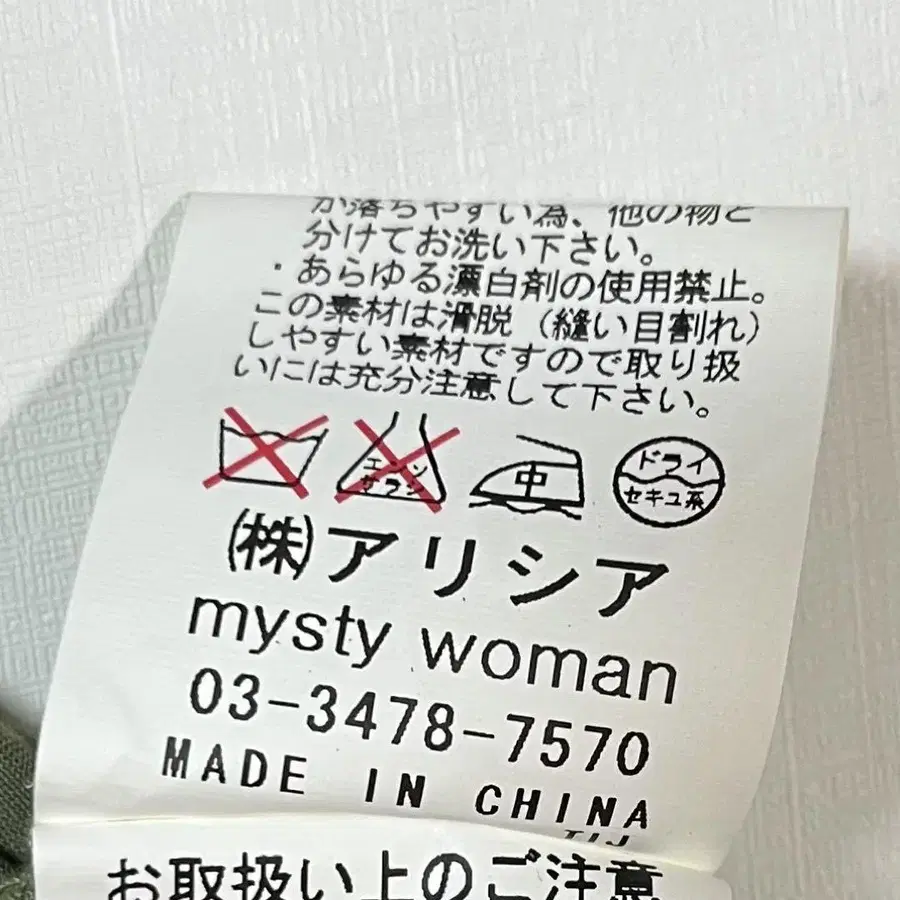 が落ちやすい為、他の物と
分けてお洗い下さい。
・あらゆる漂白剤の使用禁止。
この素材は滑脱(縫い目割れ)
しやすい素材ですので取り扱
いには充分注意して下さい。
エンソ
サラシ
中
ドライ
セキユ系
(株)アリシア
mysty woman
03-3478-7570
MADE IN CHINA
お取扱い上のご注意